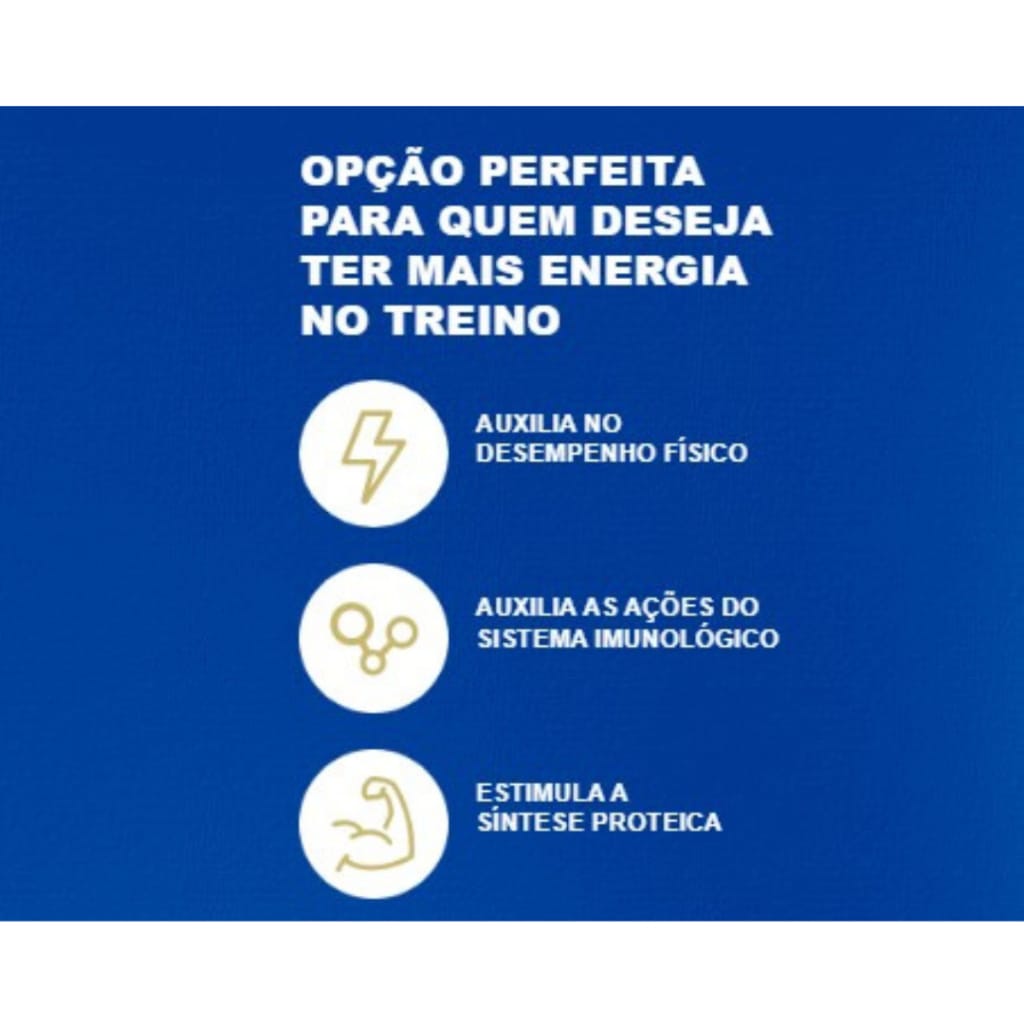 OPÇÃO PERFEITA
PARA QUEM DESEJA
TER MAIS ENERGIA
NO TREINO
AUXILIA NO
DESEMPENHO FÍSICO
AUXILIA AS AÇÕES DO
SISTEMA IMUNOLÓGICO
ESTIMULA A
SÍNTESE PROTEICA